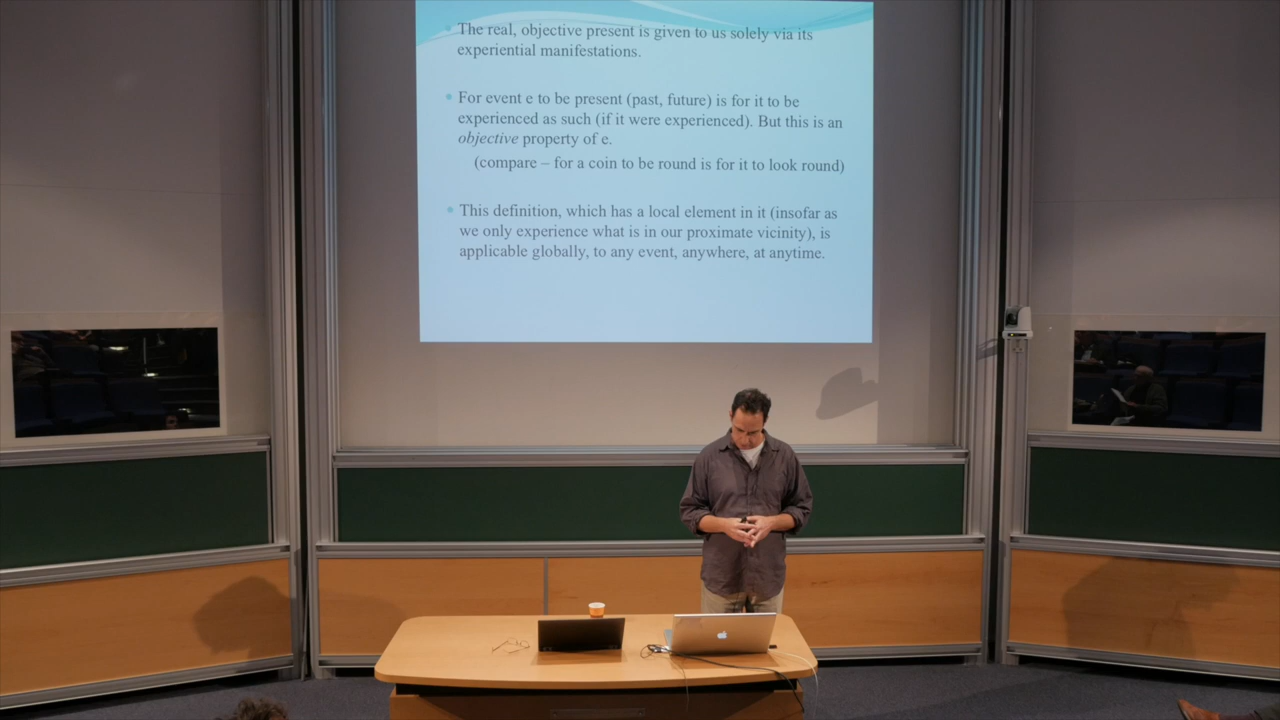 The real, objective present is given to us solely via its
experiential manifestations.
For event e to be present (past, future) is for it to be
experienced as such (if it were experienced). But this is an
objective property of e.
(compare – for a coin to be round is for it to look round)
This definition, which has a local element in it (insofar as
we only experience what is in our proximate vicinity), is
applicable globally, to any event, anywhere, at anytime.